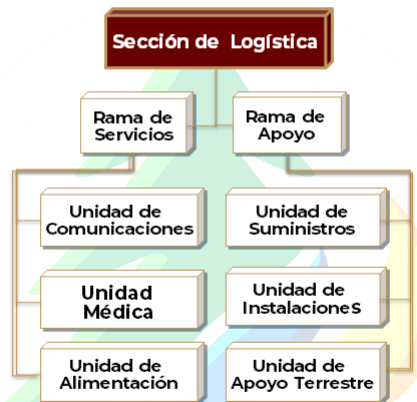 Sección de Logística
Rama de
Servicios
Rama de
Apoyo
Unidad de
Comunicaciones
Unidad de
Suministros
Unidad
Médica
Unidad de
Instalaciones
Unidad de
Alimentación
Unidad de
Apoyo Terrestre